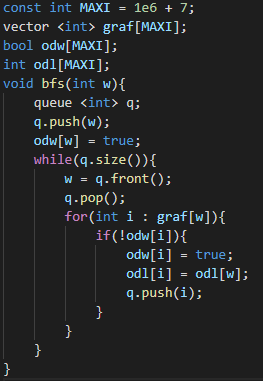 const int MAXI = 1e6 + 7;
vector <int> graf[MAXI];
bool odw[MAXI];
int odl[MAXI];
void bfs(int w){
    queue <int> q;
    q.push(w);
    odw[w] = true;
    while(q.size()){
        w = q.front();
        q.pop();
        for(int i : graf[w]){
            if(!odw[i]){
                odw[i] = true;
                odl[i] = odl[w];
                q.push(i);
            }
        }
    }
}